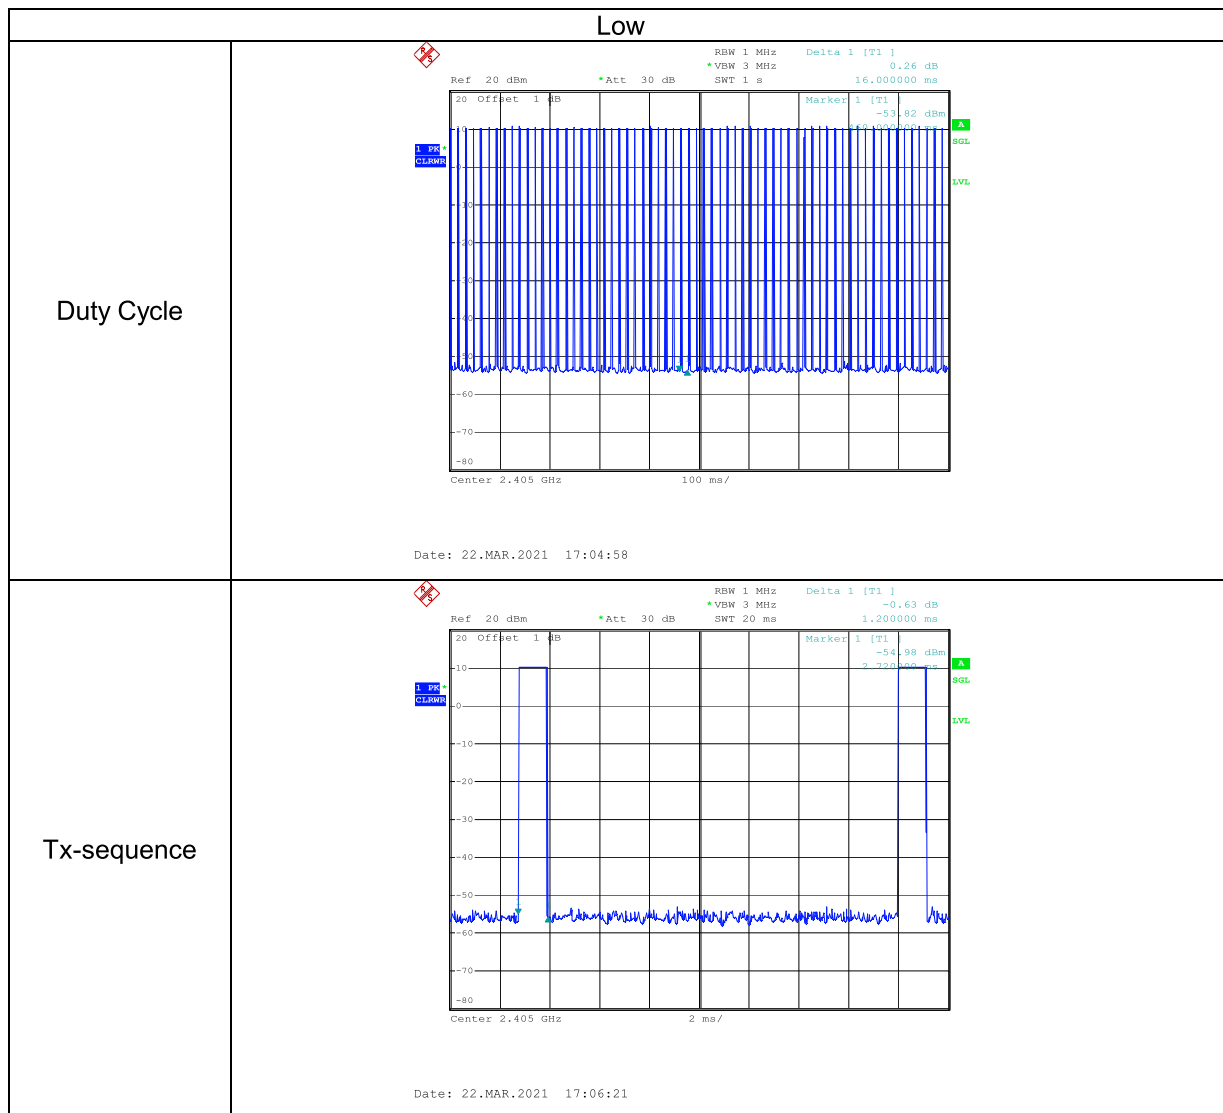 Low
Duty Cycle
R S
RBW 1 MHz Delta 1 [T1 ]
*VBW 3 MHz 0.26 dB
Ref 20 dBm *Att 30 dB SWT 1 s 16.000000 ms
20 Offset 1 dB Marker 1 [T1 ]
-53.82 dBm
10 A
SGL
1 PK *
CLRWR
0
LVL
-10
-20
-30
-40
-50
-60
-70
-80
Center 2.405 GHz 100 ms/
Date: 22.MAR.2021 17:04:58
Tx-sequence
R S
RBW 1 MHz Delta 1 [T1 ]
*VBW 3 MHz -0.63 dB
Ref 20 dBm *Att 30 dB SWT 20 ms 1.200000 ms
20 Offset 1 dB Marker 1 [T1 ]
-54.98 dBm
10 2.720000 ms A
SGL
1 PK *
CLRWR
0
LVL
-10
-20
-30
-40
-50
-60
-70
-80
Center 2.405 GHz 2 ms/
Date: 22.MAR.2021 17:06:21